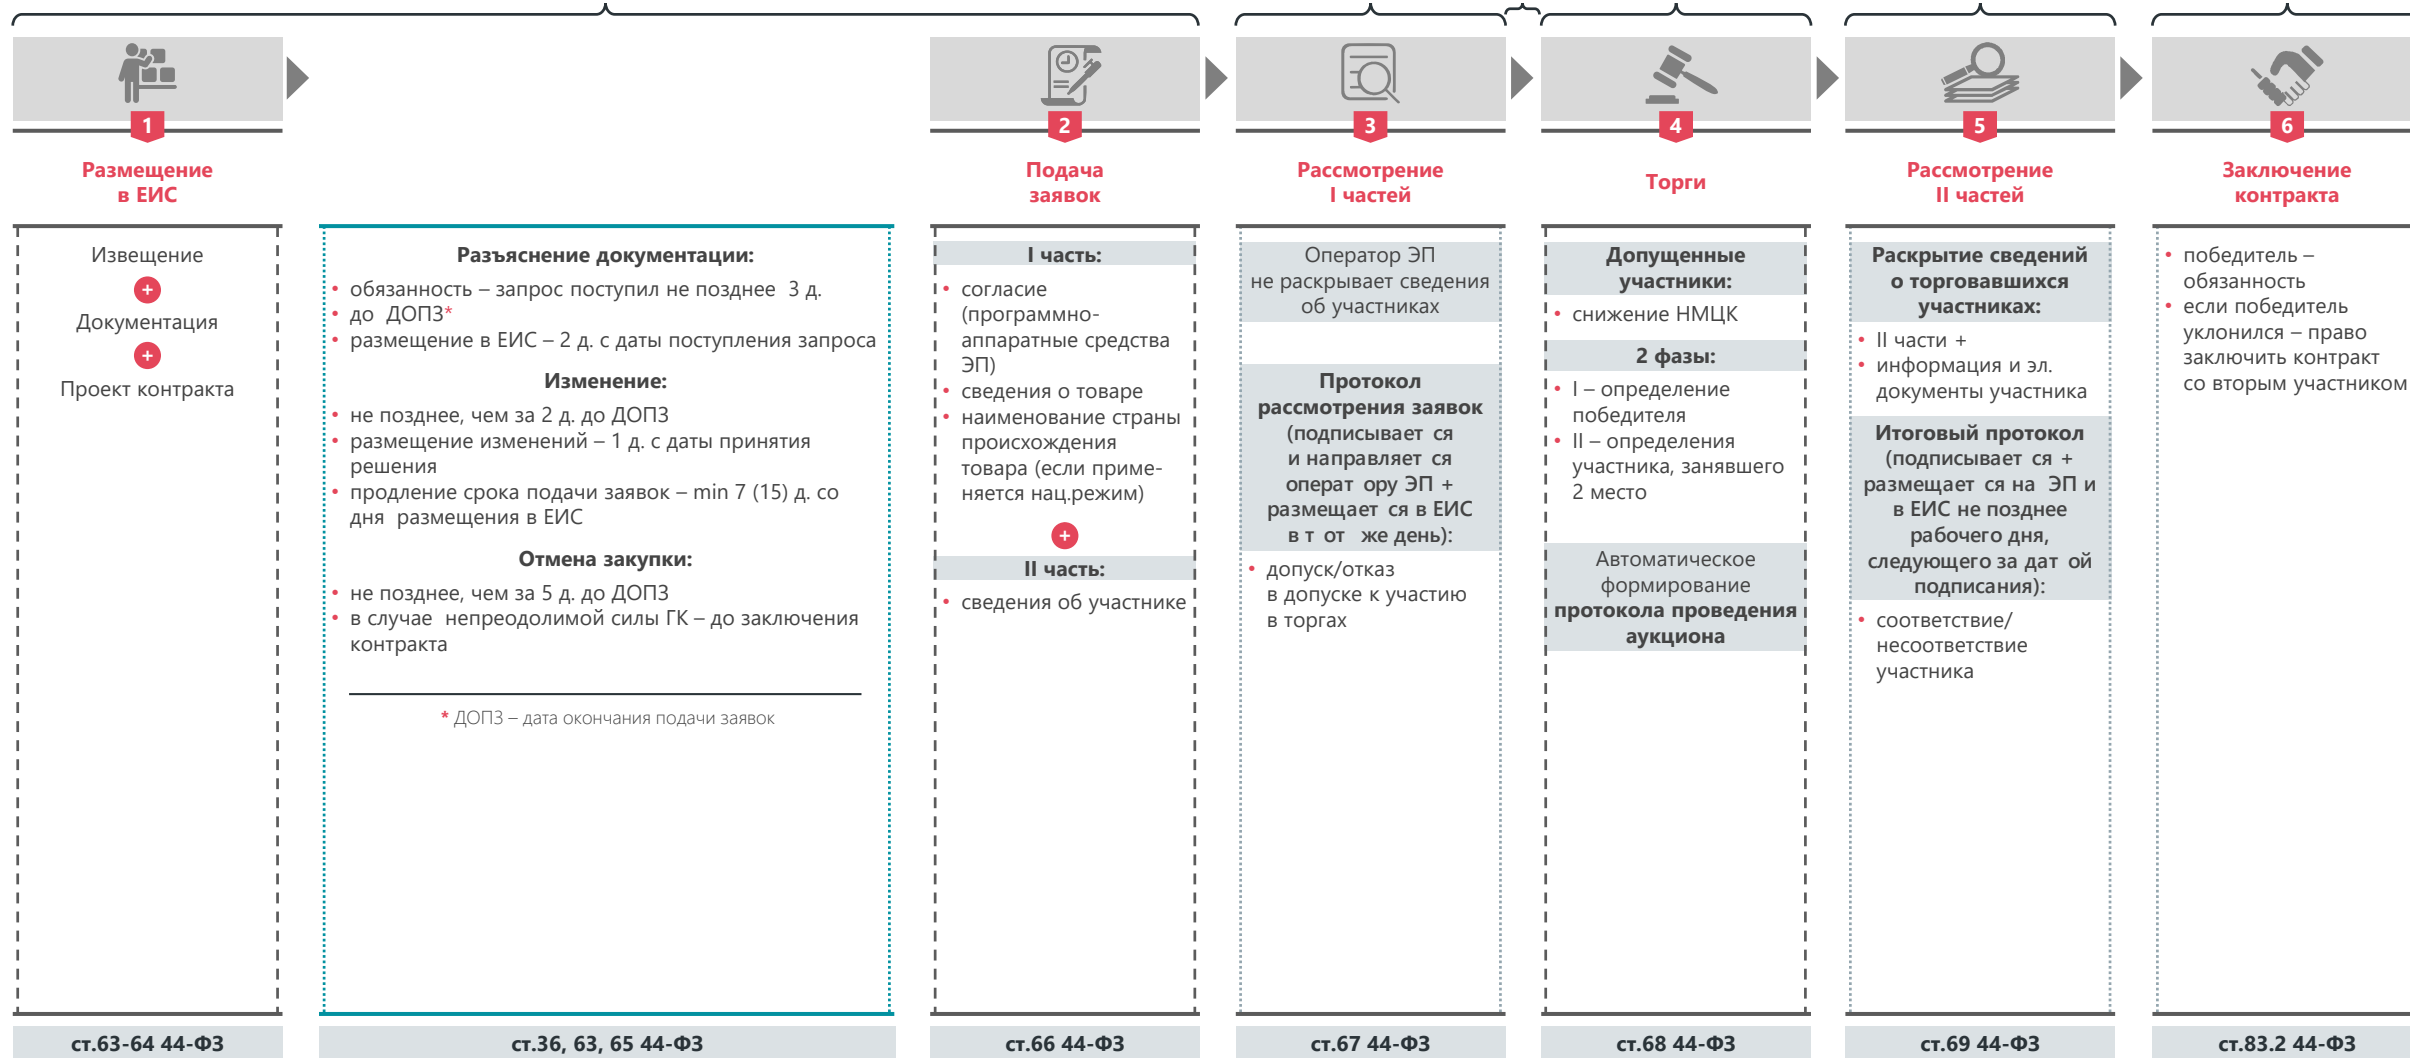 1
Размещение
в ЕИС
Извещение
+
Документация
+
Проект контракта
ст.63-64 44-ФЗ
Разъяснение документации:
• обязанность – запрос поступил не позднее 3 д.
• до ДОПЗ*
• размещение в ЕИС – 2 д. с даты поступления запроса
Изменение:
• не позднее, чем за 2 д. до ДОПЗ
• размещение изменений – 1 д. с даты принятия
решения
• продление срока подачи заявок – min 7 (15) д. со
дня размещения в ЕИС
Отмена закупки:
• не позднее, чем за 5 д. до ДОПЗ
• в случае непреодолимой силы ГК – до заключения
контракта
* ДОПЗ – дата окончания подачи заявок
ст.36, 63, 65 44-ФЗ
2
Подача
заявок
I часть:
• согласие
(программно-
аппаратные средства
ЭП)
• сведения о товаре
• наименование страны
происхождения
товара (если приме-
няется нац.режим)
+
II часть:
• сведения об участнике
ст.66 44-ФЗ
3
Рассмотрение
I частей
Оператор ЭП
не раскрывает сведения
об участниках
Протокол
рассмотрения заявок
(подписывает ся
и направляет ся
операт ору ЭП +
размещает ся в ЕИС
в т от же день):
• допуск/отказ
в допуске к участию
в торгах
ст.67 44-ФЗ
4
Торги
Допущенные
участники:
• снижение НМЦК
2 фазы:
• I – определение
победителя
• II – определения
участника, занявшего
2 место
Автоматическое
формирование
протокола проведения
аукциона
ст.68 44-ФЗ
5
Рассмотрение
II частей
Раскрытие сведений
о торговавшихся
участниках:
• II части +
• информация и эл.
документы участника
Итоговый протокол
(подписывает ся +
размещает ся на ЭП и
в ЕИС не позднее
рабочего дня,
следующего за дат ой
подписания):
• соответствие/
несоответствие
участника
ст.69 44-ФЗ
6
Заключение
контракта
• победитель –
обязанность
• если победитель
уклонился – право
заключить контракт
со вторым участником
ст.83.2 44-ФЗ